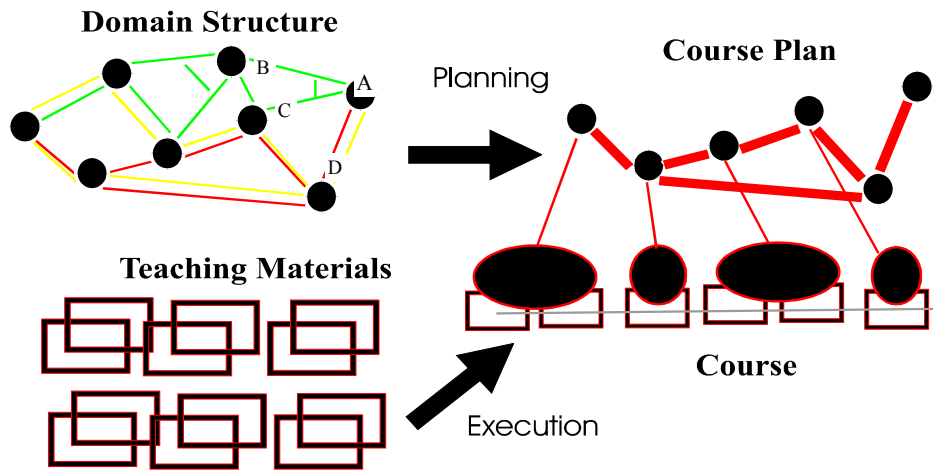 Domain Structure
B
A
C
D
Planning
Course Plan
Teaching Materials
Course
Execution